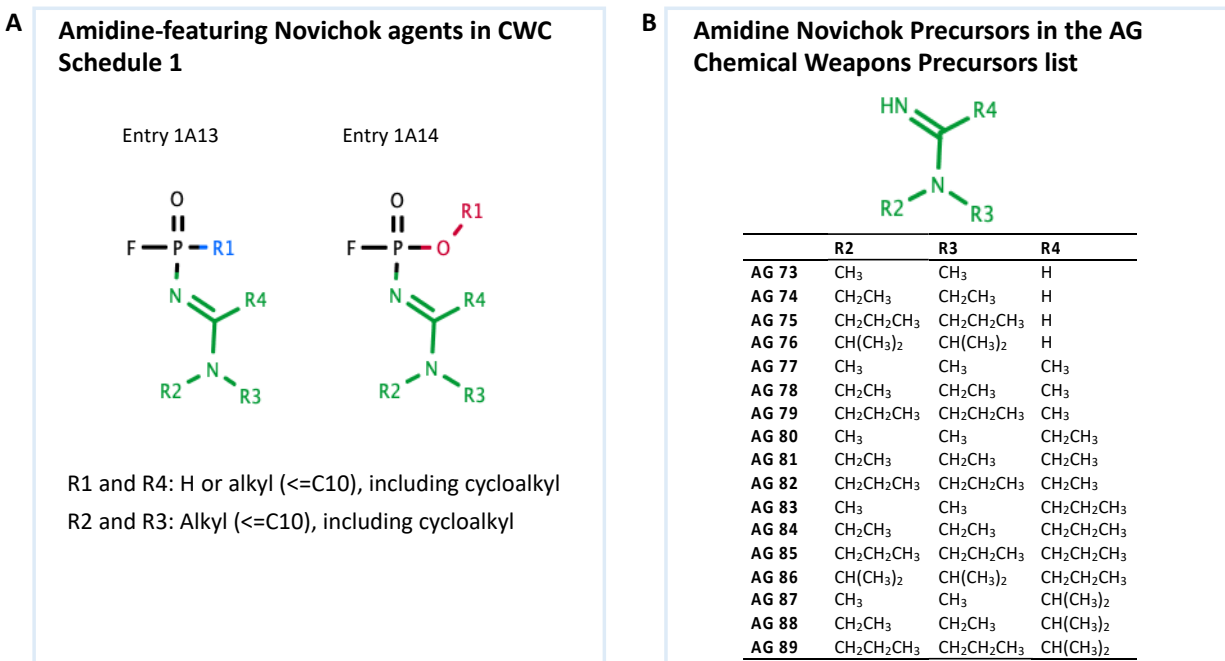 A
Amidine-featuring Novichok agents in CWC
Schedule 1
Entry 1A13
Entry 1A14
O
F
P
R1
N
R4
N
R2
R3
O
R1
F
P
O
N
R4
N
R2
R3
R1 and R4: H or alkyl (<=C10), including cycloalkyl
R2 and R3: Alkyl (<=C10), including cycloalkyl
B
Amidine Novichok Precursors in the AG
Chemical Weapons Precursors list
HN
R4
N
R2
R3
R2 R3 R4
AG 73 CH₃ CH₃ H
AG 74 CH₂CH₃ CH₂CH₃ H
AG 75 CH₂CH₂CH₃ CH₂CH₂CH₃ H
AG 76 CH(CH₃)₂ CH(CH₃)₂ H
AG 77 CH₃ CH₃ CH₃
AG 78 CH₂CH₃ CH₂CH₃ CH₃
AG 79 CH₂CH₂CH₃ CH₂CH₂CH₃ CH₃
AG 80 CH₃ CH₃ CH₂CH₃
AG 81 CH₂CH₃ CH₂CH₃ CH₂CH₃
AG 82 CH₂CH₂CH₃ CH₂CH₂CH₃ CH₂CH₃
AG 83 CH₃ CH₃ CH₂CH₂CH₃
AG 84 CH₂CH₃ CH₂CH₃ CH₂CH₂CH₃
AG 85 CH₂CH₂CH₃ CH₂CH₂CH₃ CH₂CH₂CH₃
AG 86 CH(CH₃)₂ CH(CH₃)₂ CH₂CH₂CH₃
AG 87 CH₃ CH₃ CH(CH₃)₂
AG 88 CH₂CH₃ CH₂CH₃ CH(CH₃)₂
AG 89 CH₂CH₂CH₃ CH₂CH₂CH₃ CH(CH₃)₂